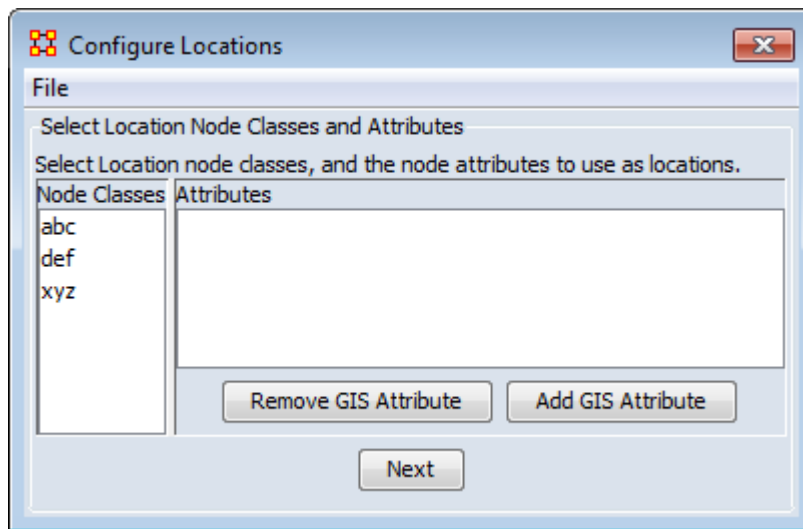 Configure Locations
File
Select Location Node Classes and Attributes
Select Location node classes, and the node attributes to use as locations.
Node Classes Attributes
abc
def
xyz
Remove GIS Attribute Add GIS Attribute
Next